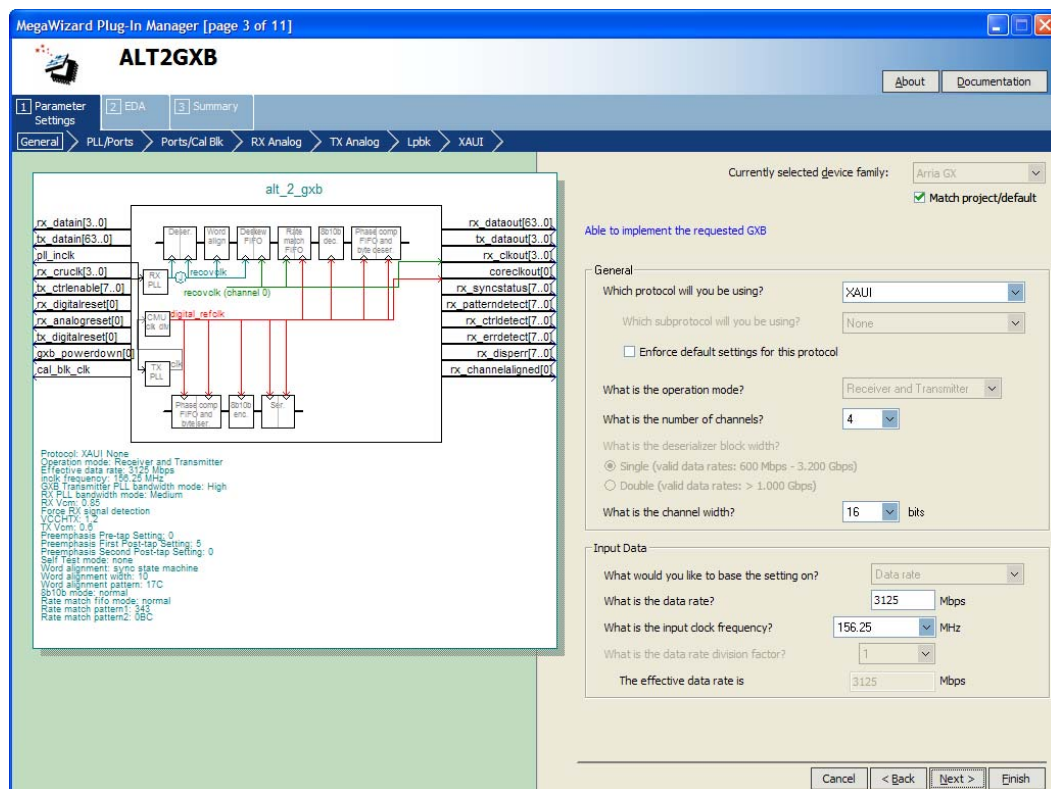 MegaWizard Plug-In Manager [page 3 of 11]
ALT2GXB
About
Documentation
1 Parameter Settings
2 EDA
3 Summary
General
PLL/Ports
Ports/Cal Blk
RX Analog
TX Analog
Lpbk
XAUI
alt_2_gxb
rx_datain[3..0]
tx_datain[63..0]
pll_inclk
rx_cruclk[3..0]
tx_ctrlenable[7..0]
rx_digitalreset[0]
rx_analogreset[0]
tx_digitalreset[0]
gxb_powerdown[0]
cal_blk_clk
Deser.
Word align
Deskew FIFO
Rate match FIFO
8b10b dec.
Phase comp FIFO and byte deser.
RX PLL
recovclk
recovclk (channel 0)
CMU clk div
digital_refclk
TX PLL
clk
Phase comp FIFO and byte ser.
8b10b enc.
Ser.
rx_dataout[63..0]
tx_dataout[3..0]
rx_clkout[3..0]
coreclkout[0]
rx_syncstatus[7..0]
rx_patterndetect[7..0]
rx_ctrldetect[7..0]
rx_errdetect[7..0]
rx_disperr[7..0]
rx_channelaligned[0]
Protocol: XAUI None
Operation mode: Receiver and Transmitter
Effective data rate: 3125 Mbps
inclk frequency: 156.25 MHz
GXB Transmitter PLL bandwidth mode: High
RX PLL bandwidth mode: Medium
RX Vcm: 0.85
Force RX signal detection
VCCHTX: 1.2
TX Vcm: 0.6
Preemphasis Pre-tap Setting: 0
Preemphasis First Post-tap Setting: 5
Preemphasis Second Post-tap Setting: 0
Self Test mode: none
Word alignment: sync state machine
Word alignment width: 10
Word alignment pattern: 17C
8b10b mode: normal
Rate match fifo mode: normal
Rate match pattern1: 343
Rate match pattern2: 0BC
Currently selected device family:
Arria GX
Match project/default
Able to implement the requested GXB
General
Which protocol will you be using?
XAUI
Which subprotocol will you be using?
None
Enforce default settings for this protocol
What is the operation mode?
Receiver and Transmitter
What is the number of channels?
4
What is the deserializer block width?
Single (valid data rates: 600 Mbps - 3.200 Gbps)
Double (valid data rates: > 1.000 Gbps)
What is the channel width?
16 bits
Input Data
What would you like to base the setting on?
Data rate
What is the data rate?
3125 Mbps
What is the input clock frequency?
156.25 MHz
What is the data rate division factor?
1
The effective data rate is
3125 Mbps
Cancel
< Back
Next >
Finish